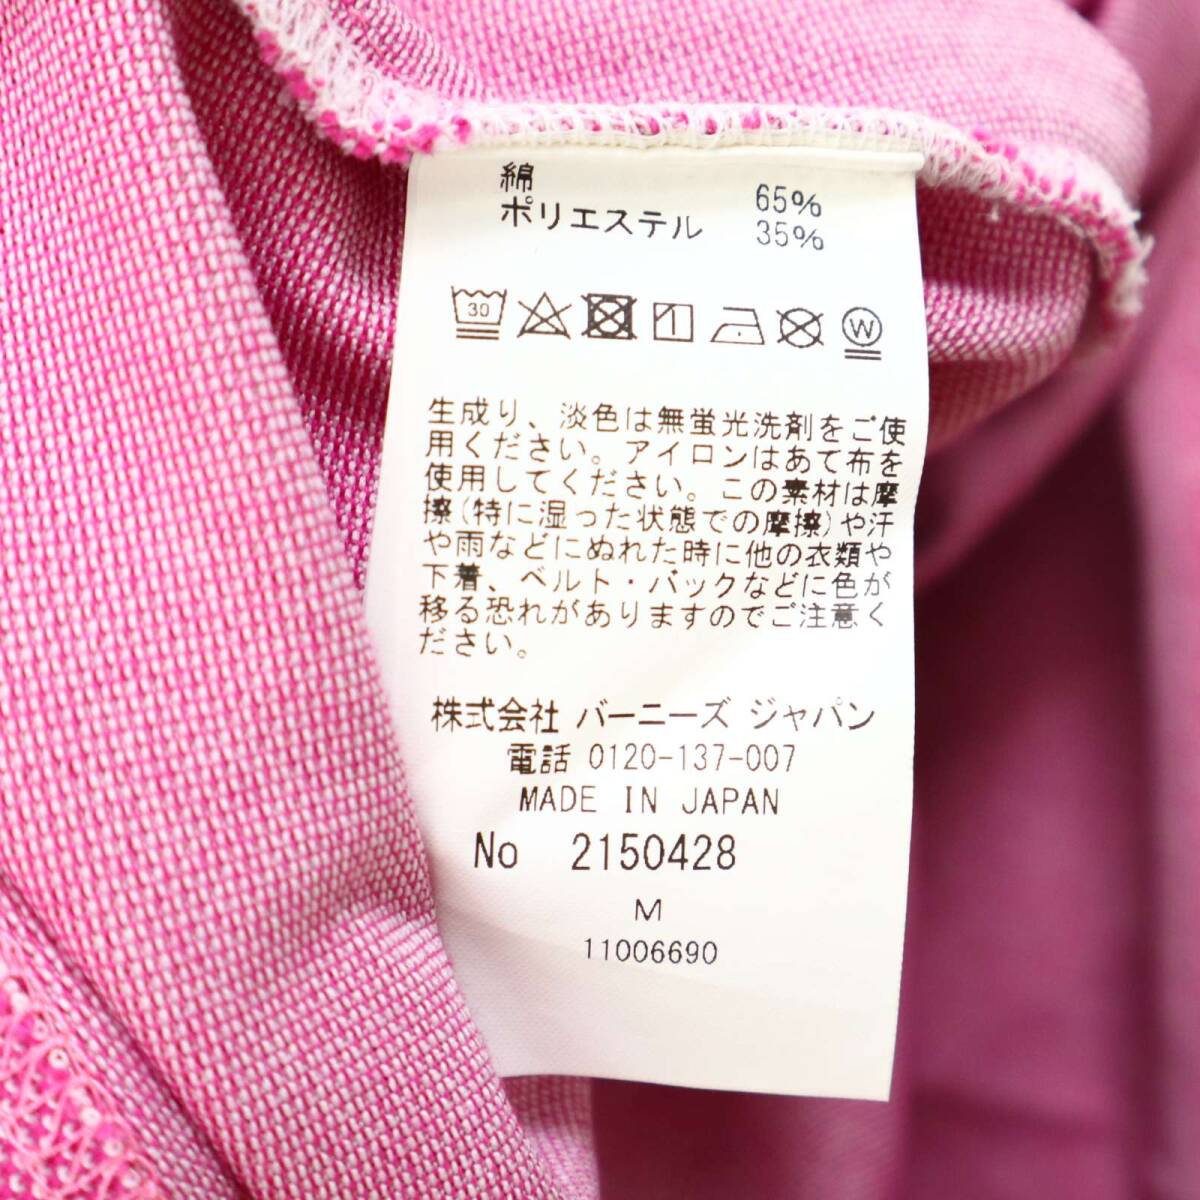 綿 65%
ポリエステル 35%
30
W
生成り、淡色は無蛍光洗剤をご使
用ください。アイロンはあて布を
使用してください。この素材は摩
擦(特に湿った状態での摩擦)や汗
や雨などにぬれた時に他の衣類や
下着、ベルト・バックなどに色が
移る恐れがありますのでご注意く
ださい。
株式会社 バーニーズ ジャパン
電話 0120-137-007
MADE IN JAPAN
No 2150428
M
11006690